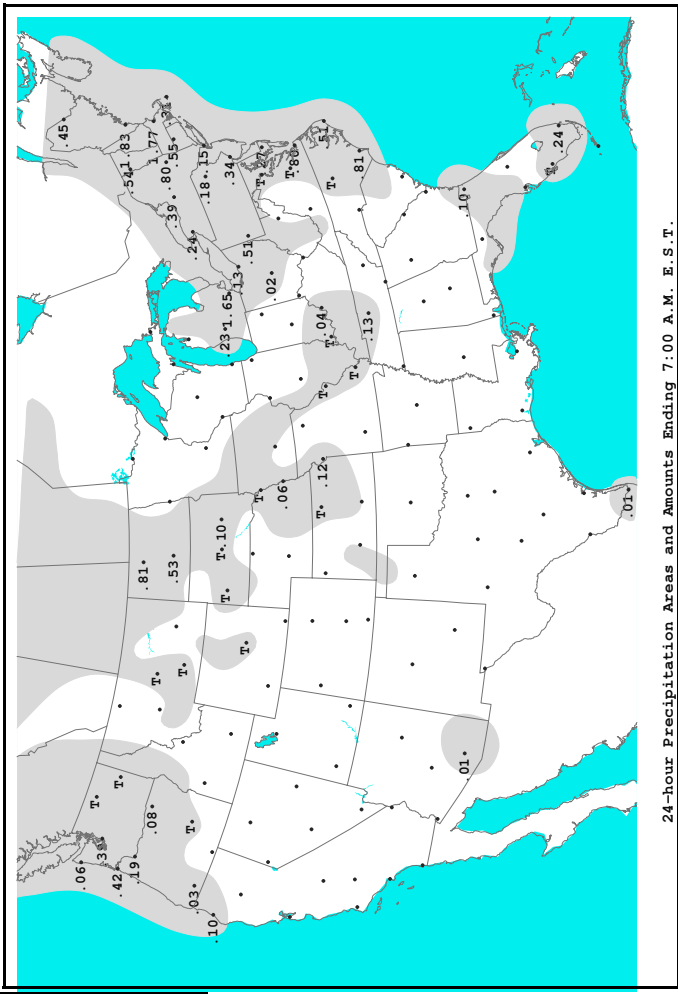 24-hour Precipitation Areas and Amounts Ending 7:00 A.M. E.S.T.
.06
.42
.19
T
T
.08
T
.03
.10
T
T
T
T
T
.10
.81
.53
T
.06
.12
T
.01
.01
.23
1.65
.13
.51
.02
.04
T
.13
T
T
.24
.39
.18
.15
.34
.80
.55
1.77
.54
1.83
.45
T
T
T
.51
.81
.10
.24